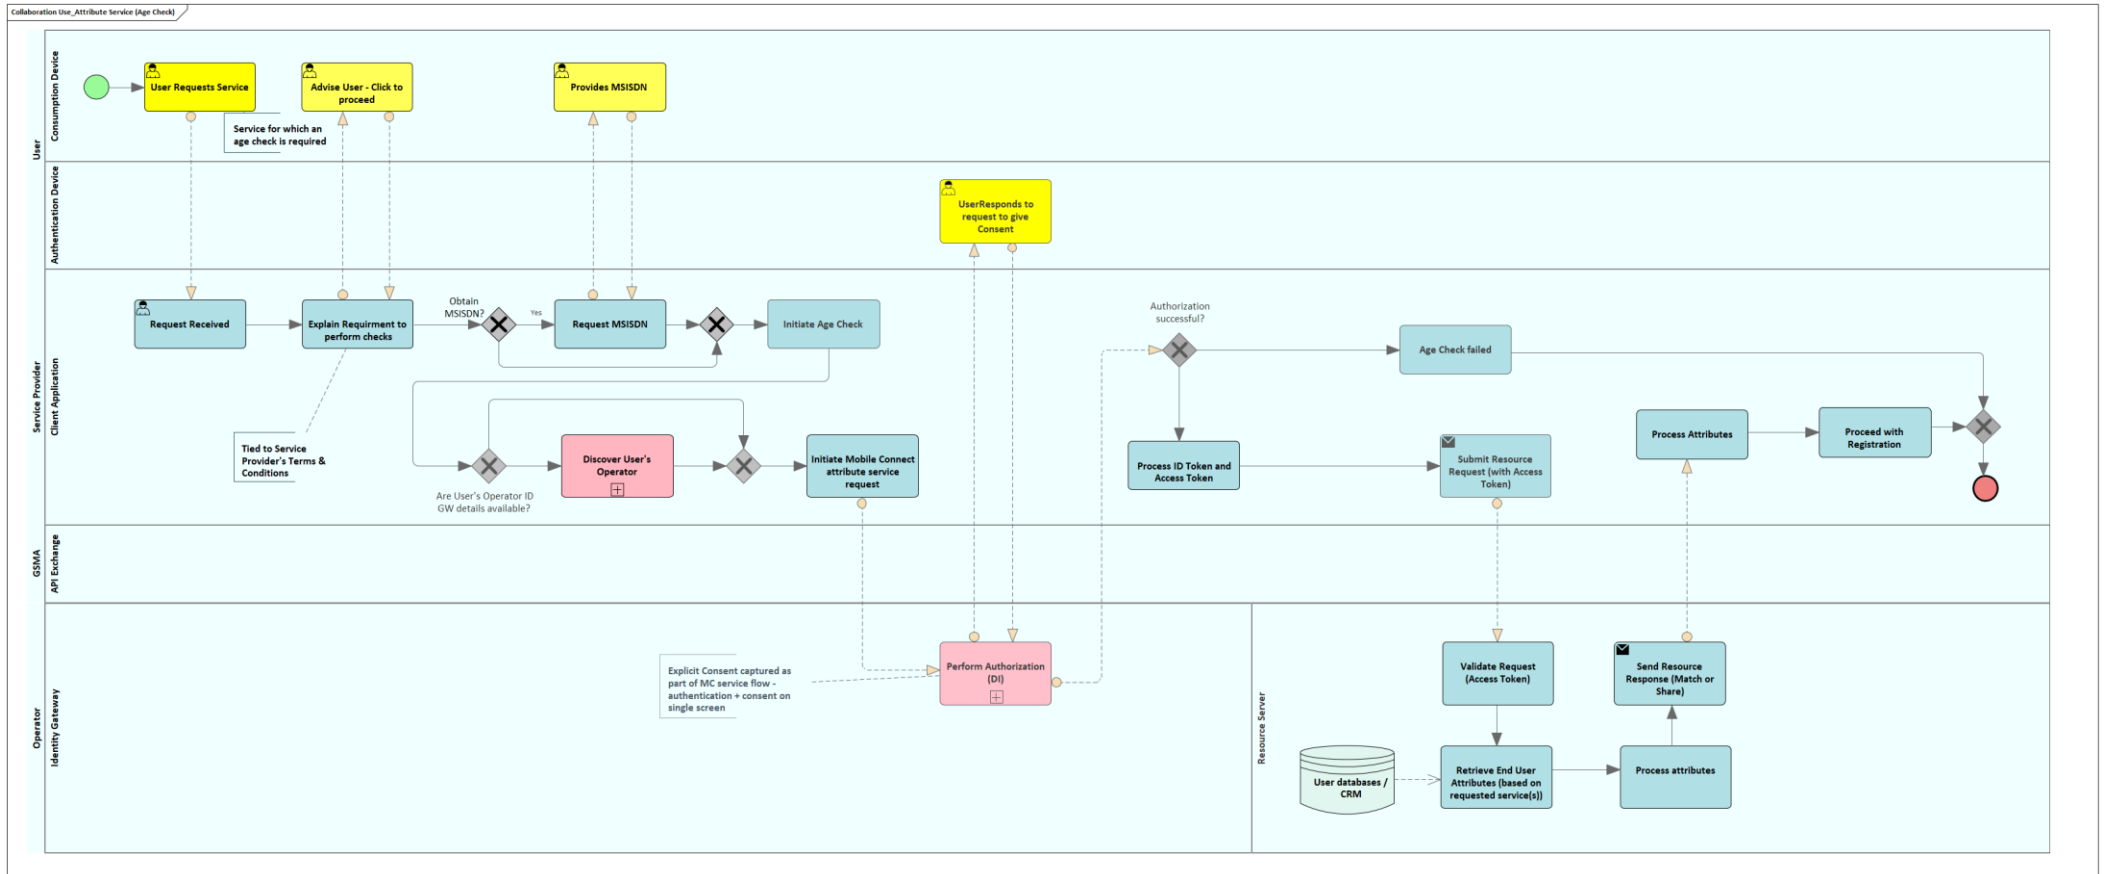 Collaboration Use_Attribute Service (Age Check)
User
Consumption Device
User Requests Service
Service for which an
age check is required
Advise User - Click to
proceed
Provides MSISDN
Authentication Device
UserResponds to
request to give
Consent
Service Provider
Client Application
Request Received
Explain Requirment to
perform checks
Tied to Service
Provider's Terms &
Conditions
Obtain
MSISDN?
Yes
Request MSISDN
Initiate Age Check
Are User's Operator ID
GW details available?
Discover User's
Operator
Initiate Mobile Connect
attribute service
request
Authorization
successful?
Age Check failed
Process ID Token and
Access Token
Submit Resource
Request (with Access
Token)
Process Attributes
Proceed with
Registration
GSMA
API Exchange
Operator
Identity Gateway
Explicit Consent captured as
part of MC service flow -
authentication + consent on
single screen
Perform Authorization
(DI)
Resource Server
Validate Request
(Access Token)
Send Resource
Response (Match or
Share)
User databases /
CRM
Retrieve End User
Attributes (based on
requested service(s))
Process attributes